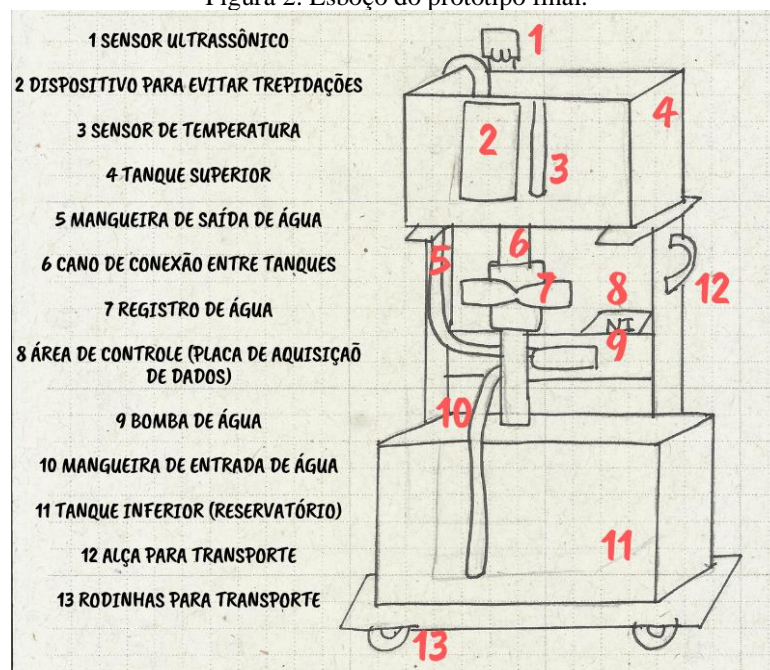 Figura 2: Esboço do protótipo final.
1 SENSOR ULTRASSÔNICO
2 DISPOSITIVO PARA EVITAR TREPIDAÇÕES
3 SENSOR DE TEMPERATURA
4 TANQUE SUPERIOR
5 MANGUEIRA DE SAÍDA DE ÁGUA
6 CANO DE CONEXÃO ENTRE TANQUES
7 REGISTRO DE ÁGUA
8 ÁREA DE CONTROLE (PLACA DE AQUISIÇAÕ
DE DADOS)
9 BOMBA DE ÁGUA
10 MANGUEIRA DE ENTRADA DE ÁGUA
11 TANQUE INFERIOR (RESERVATÓRIO)
12 ALÇA PARA TRANSPORTE
13 RODINHAS PARA TRANSPORTE
1
2
3
4
5
6
7
8
NI
9
10
11
12
13